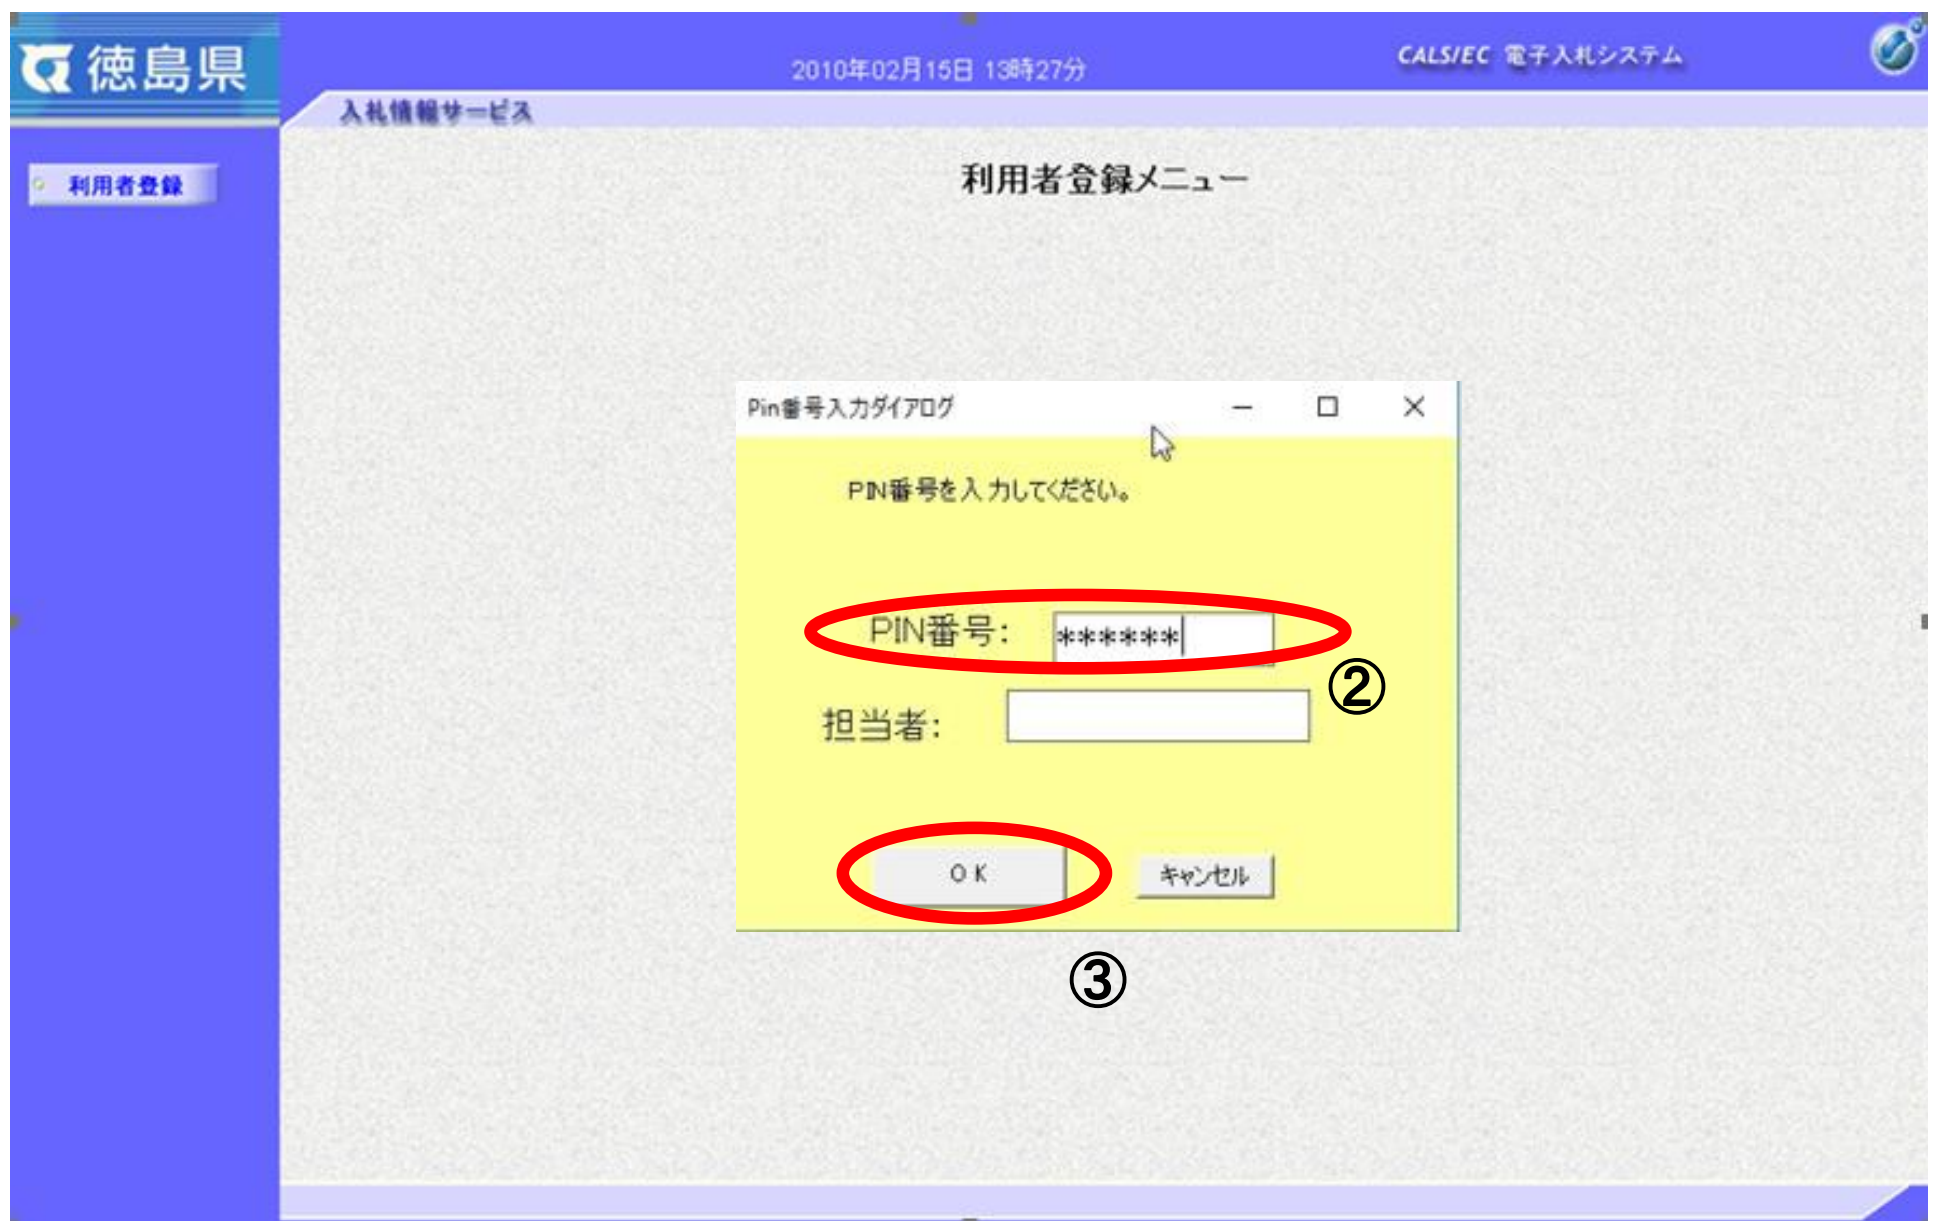 徳島県
2010年02月15日 13時27分
CALS/EC 電子入札システム
入札情報サービス
利用者登録
利用者登録メニュー
Pin番号入力ダイアログ
PIN番号を入力してください。
PIN番号: ******
②
担当者:
OK キャンセル
③